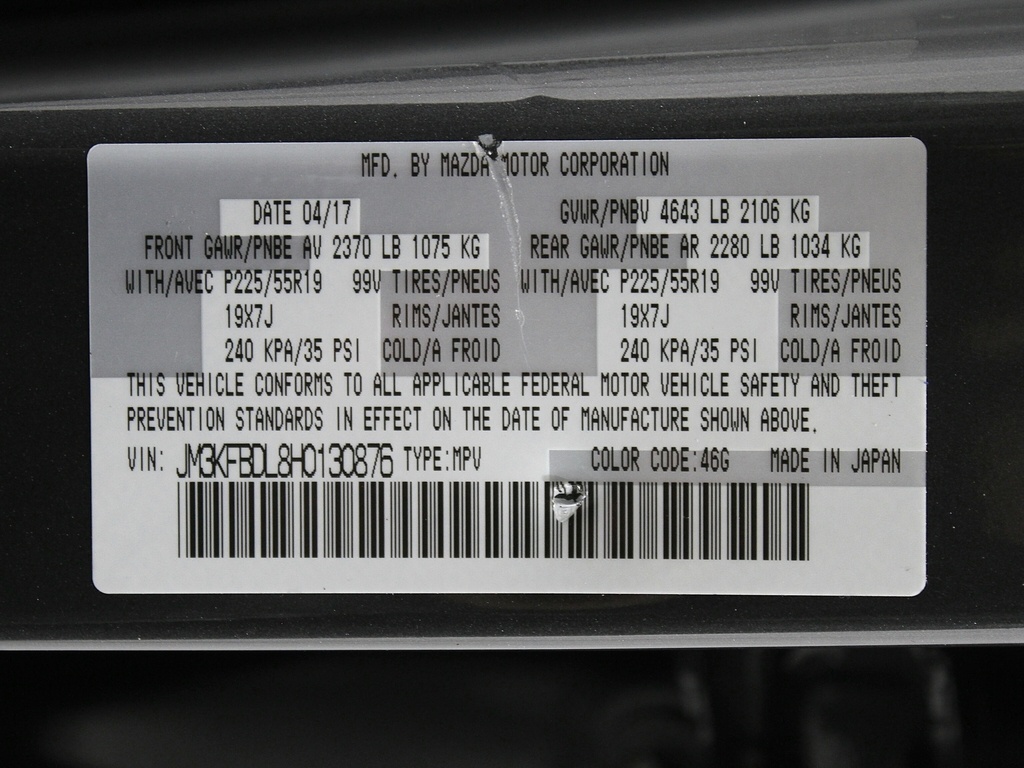 MFD. BY MAZDA MOTOR CORPORATION
DATE 04/17 GVWR/PNBV 4643 LB 2106 KG
FRONT GAWR/PNBE AV 2370 LB 1075 KG REAR GAWR/PNBE AR 2280 LB 1034 KG
WITH/AVEC P225/55R19 99V TIRES/PNEUS WITH/AVEC P225/55R19 99V TIRES/PNEUS
19X7J RIMS/JANTES 19X7J RIMS/JANTES
240 KPA/35 PSI COLD/A FROID 240 KPA/35 PSI COLD/A FROID
THIS VEHICLE CONFORMS TO ALL APPLICABLE FEDERAL MOTOR VEHICLE SAFETY AND THEFT
PREVENTION STANDARDS IN EFFECT ON THE DATE OF MANUFACTURE SHOWN ABOVE.
VIN: JM3KFBDL8H0130876 TYPE:MPV COLOR CODE:46G MADE IN JAPAN